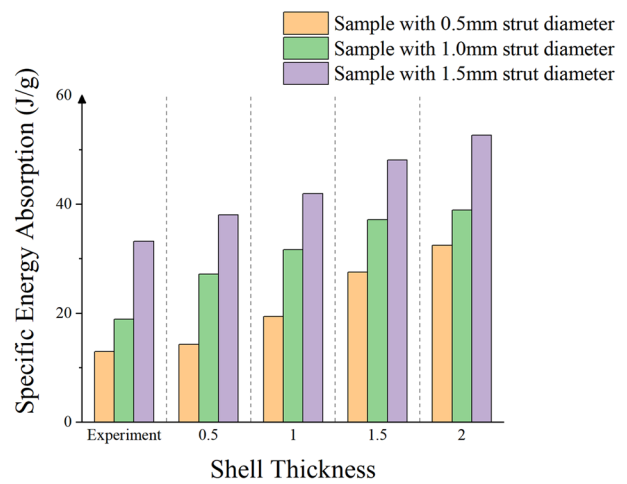 Sample with 0.5mm strut diameter
Sample with 1.0mm strut diameter
Sample with 1.5mm strut diameter
Specific Energy Absorption (J/g)
60
40
20
0
Experiment 0.5 1 1.5 2
Shell Thickness